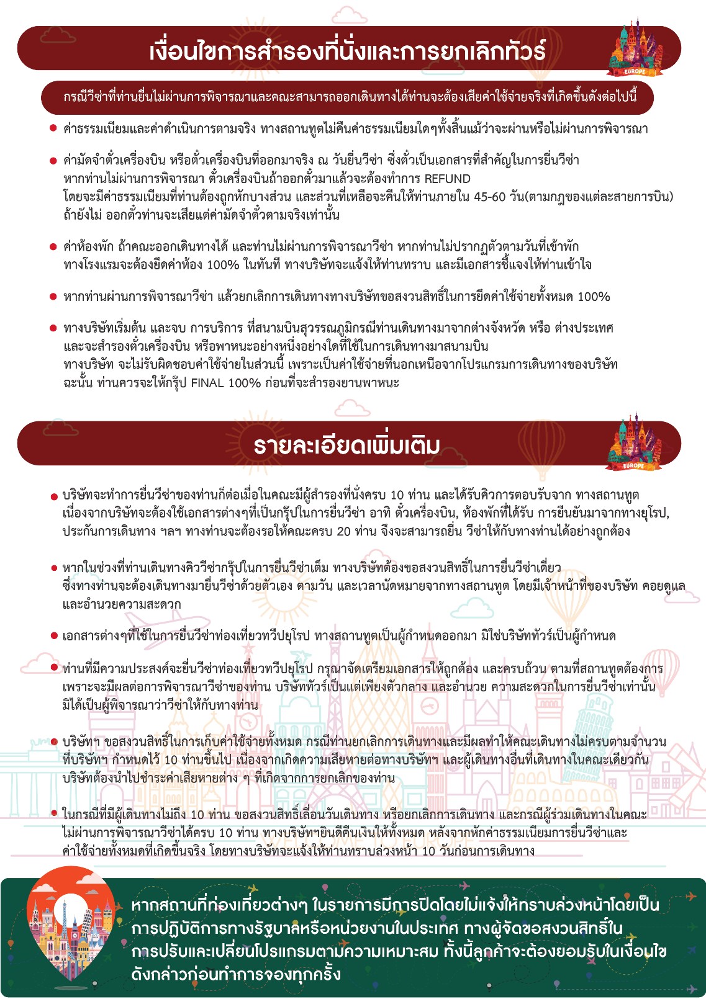 เงื่อนไขการสำรองที่นั่งและการยกเลิกทัวร์
EUROPE
กรณีวีซ่าที่ท่านยื่นไม่ผ่านการพิจารณาและคณะสามารถออกเดินทางได้ท่านจะต้องเสียค่าใช้จ่ายจริงที่เกิดขึ้นดังต่อไปนี้
ค่าธรรมเนียมและค่าดำเนินการตามจริง ทางสถานทูตไม่คืนค่าธรรมเนียมใดๆทั้งสิ้นแม้ว่าจะผ่านหรือไม่ผ่านการพิจารณา
ค่ามัดจำตั๋วเครื่องบิน หรือตั๋วเครื่องบินที่ออกมาจริง ณ วันยื่นวีซ่า ซึ่งตั๋วเป็นเอกสารที่สำคัญในการยื่นวีซ่า
หากท่านไม่ผ่านการพิจารณา ตั๋วเครื่องบินถ้าออกตั๋วมาแล้วจะต้องทำการ REFUND
โดยจะมีค่าธรรมเนียมที่ท่านต้องถูกหักบางส่วน และส่วนที่เหลือจะคืนให้ท่านภายใน 45-60 วัน(ตามกฎของแต่ละสายการบิน)
ถ้ายังไม่ ออกตั๋วท่านจะเสียแต่ค่ามัดจำตั๋วตามจริงเท่านั้น
ค่าห้องพัก ถ้าคณะออกเดินทางได้ และท่านไม่ผ่านการพิจารณาวีซ่า หากท่านไม่ปรากฏตัวตามวันที่เข้าพัก
ทางโรงแรมจะต้องยึดค่าห้อง 100% ในทันที ทางบริษัทจะแจ้งให้ท่านทราบ และมีเอกสารชี้แจงให้ท่านเข้าใจ
หากท่านผ่านการพิจารณาวีซ่า แล้วยกเลิกการเดินทางทางบริษัทขอสงวนสิทธิ์ในการยึดค่าใช้จ่ายทั้งหมด 100%
ทางบริษัทเริ่มต้น และจบ การบริการ ที่สนามบินสุวรรณภูมิกรณีท่านเดินทางมาจากต่างจังหวัด หรือ ต่างประเทศ
และจะสำรองตั๋วเครื่องบิน หรือพาหนะอย่างหนึ่งอย่างใดที่ใช้ในการเดินทางมาสนามบิน
ทางบริษัท จะไม่รับผิดชอบค่าใช้จ่ายในส่วนนี้ เพราะเป็นค่าใช้จ่ายที่นอกเหนือจากโปรแกรมการเดินทางของบริษัท
ฉะนั้น ท่านควรจะให้กรุ๊ป FINAL 100% ก่อนที่จะสำรองยานพาหนะ
รายละเอียดเพิ่มเติม
EUROPE
บริษัทจะทำการยื่นวีซ่าของท่านก็ต่อเมื่อในคณะมีผู้สำรองที่นั่งครบ 10 ท่าน และได้รับคิวการตอบรับจาก ทางสถานทูต
เนื่องจากบริษัทจะต้องใช้เอกสารต่างๆที่เป็นกรุ๊ปในการยื่นวีซ่า อาทิ ตั๋วเครื่องบิน, ห้องพักที่ได้รับ การยืนยันมาจากทางยุโรป,
ประกันการเดินทาง ฯลฯ ทางท่านจะต้องรอให้คณะครบ 20 ท่าน จึงจะสามารถยื่น วีซ่าให้กับทางท่านได้อย่างถูกต้อง
หากในช่วงที่ท่านเดินทางคิววีซ่ากรุ๊ปในการยื่นวีซ่าเต็ม ทางบริษัทต้องขอสงวนสิทธิ์ในการยื่นวีซ่าเดี่ยว
ซึ่งทางท่านจะต้องเดินทางมายื่นวีซ่าด้วยตัวเอง ตามวัน และเวลานัดหมายจากทางสถานทูต โดยมีเจ้าหน้าที่ของบริษัท คอยดูแล
และอำนวยความสะดวก
เอกสารต่างๆที่ใช้ในการยื่นวีซ่าท่องเที่ยวทวีปยุโรป ทางสถานทูตเป็นผู้กำหนดออกมา มิใช่บริษัททัวร์เป็นผู้กำหนด
ท่านที่มีความประสงค์จะยื่นวีซ่าท่องเที่ยวทวีปยุโรป กรุณาจัดเตรียมเอกสารให้ถูกต้อง และครบถ้วน ตามที่สถานทูตต้องการ
เพราะจะมีผลต่อการพิจารณาวีซ่าของท่าน บริษัททัวร์เป็นแต่เพียงตัวกลาง และอำนวย ความสะดวกในการยื่นวีซ่าเท่านั้น
มิได้เป็นผู้พิจารณาว่าวีซ่าให้กับทางท่าน
บริษัทฯ ขอสงวนสิทธิ์ในการเก็บค่าใช้จ่ายทั้งหมด กรณีท่านยกเลิกการเดินทางและมีผลทำให้คณะเดินทางไม่ครบตามจำนวน
ที่บริษัทฯ กำหนดไว้ 10 ท่านขึ้นไป เนื่องจากเกิดความเสียหายต่อทางบริษัทฯ และผู้เดินทางอื่นที่เดินทางในคณะเดียวกัน
บริษัทต้องนำไปชำระค่าเสียหายต่าง ๆ ที่เกิดจากการยกเลิกของท่าน
ในกรณีที่มีผู้เดินทางไม่ถึง 10 ท่าน ขอสงวนสิทธิ์เลื่อนวันเดินทาง หรือยกเลิกการเดินทาง และกรณีผู้ร่วมเดินทางในคณะ
ไม่ผ่านการพิจารณาวีซ่าได้ครบ 10 ท่าน ทางบริษัทฯยินดีคืนเงินให้ทั้งหมด หลังจากหักค่าธรรมเนียมการยื่นวีซ่าและ
WELCOME TO EUROPE
ค่าใช้จ่ายทั้งหมดที่เกิดขึ้นจริง โดยทางบริษัทจะแจ้งให้ท่านทราบล่วงหน้า 10 วันก่อนการเดินทาง
หากสถานที่ท่องเที่ยวต่างๆ ในรายการมีการปิดโดยไม่แจ้งให้ทราบล่วงหน้าโดยเป็น
การปฏิบัติการทางรัฐบาลหรือหน่วยงานในประเทศ ทางผู้จัดขอสงวนสิทธิ์ใน
การปรับและเปลี่ยนโปรแกรมตามความเหมาะสม ทั้งนี้ลูกค้าจะต้องยอมรับในเงื่อนไข
ดังกล่าวก่อนทำการจองทุกครั้ง